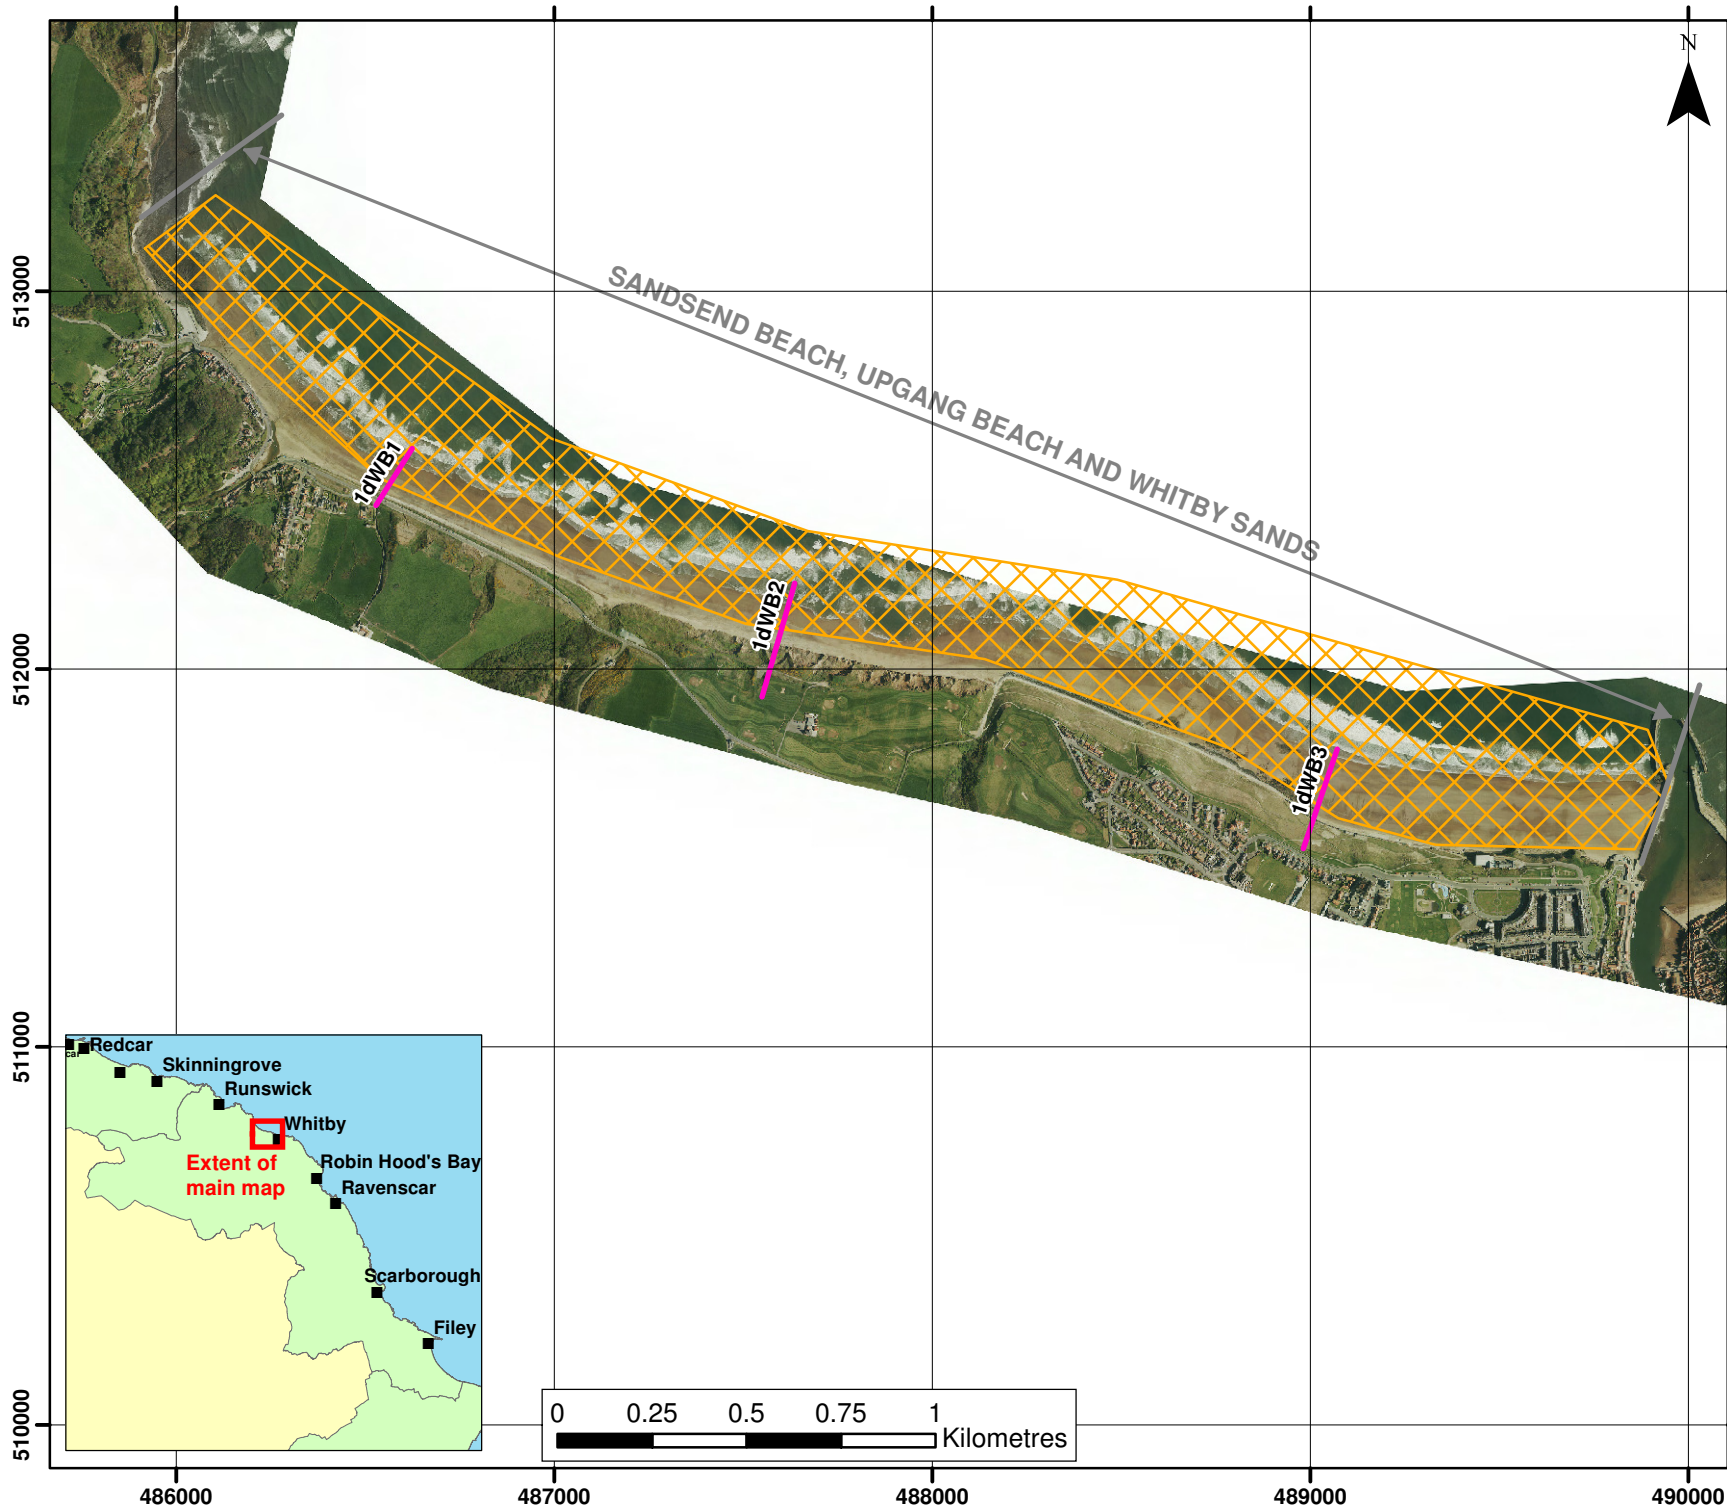 N
513000
512000
511000
510000
SANDSEND BEACH, UPGANG BEACH AND WHITBY SANDS
1dWB1
1dWB2
1dWB3
Redcar
car
Skinningrove
Runswick
Whitby
Extent of
main map
Robin Hood's Bay
Ravenscar
Scarborough
Filey
0 0.25 0.5 0.75 1
Kilometres
486000 487000 488000 489000 490000